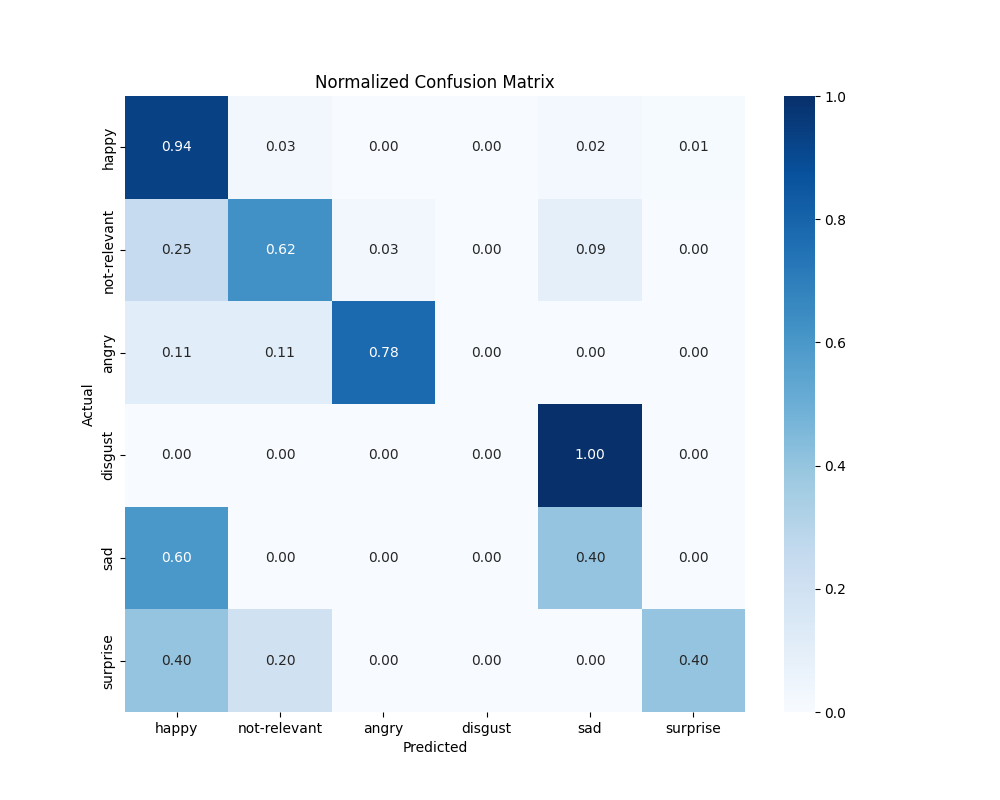 Normalized Confusion Matrix
happy 0.94 0.03 0.00 0.00 0.02 0.01
not-relevant 0.25 0.62 0.03 0.00 0.09 0.00
angry 0.11 0.11 0.78 0.00 0.00 0.00
disgust 0.00 0.00 0.00 0.00 1.00 0.00
sad 0.60 0.00 0.00 0.00 0.40 0.00
surprise 0.40 0.20 0.00 0.00 0.00 0.40
Actual
happy not-relevant angry disgust sad surprise
Predicted
1.0
0.8
0.6
0.4
0.2
0.0